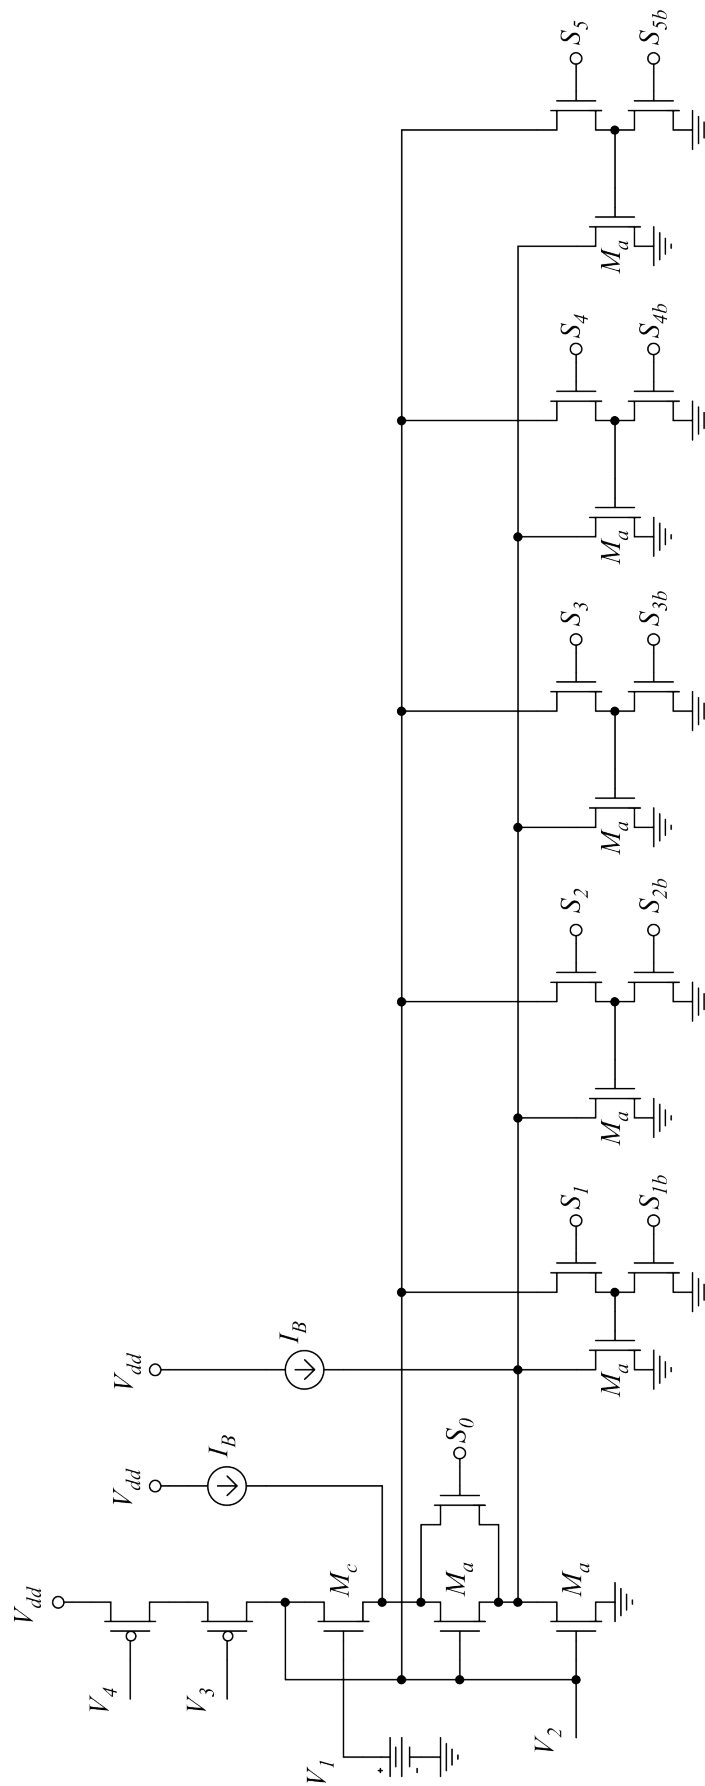 V_dd
V_4
V_3
V_1
V_2
M_c
M_a
M_a
V_dd
I_B
V_dd
I_B
S_0
M_a
S_1
S_1b
M_a
S_2
S_2b
M_a
S_3
S_3b
M_a
S_4
S_4b
M_a
S_5
S_5b
+
-